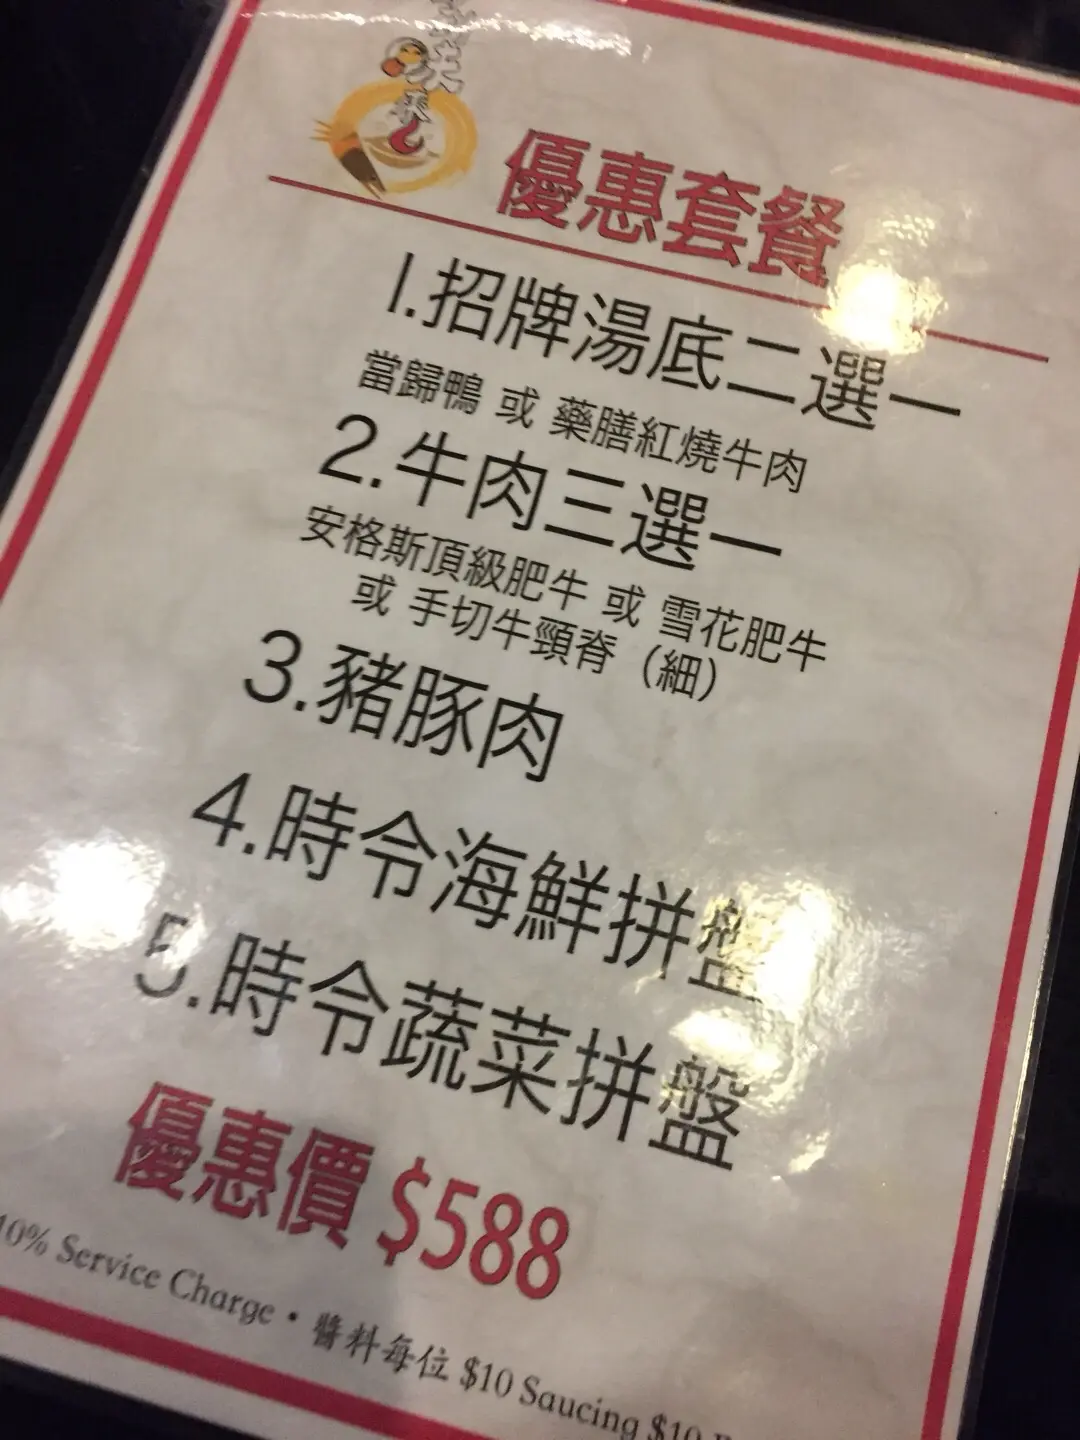 優惠套餐
1.招牌湯底二選一
當歸鴨 或 藥膳紅燒牛肉
2.牛肉三選一
安格斯頂級肥牛 或 雪花肥牛
或 手切牛頸脊（細）
3.豬豚肉
4.時令海鮮拼盤
5.時令蔬菜拼盤
優惠價 $588
10% Service Charge • 醬料每位 $10 Saucing $10